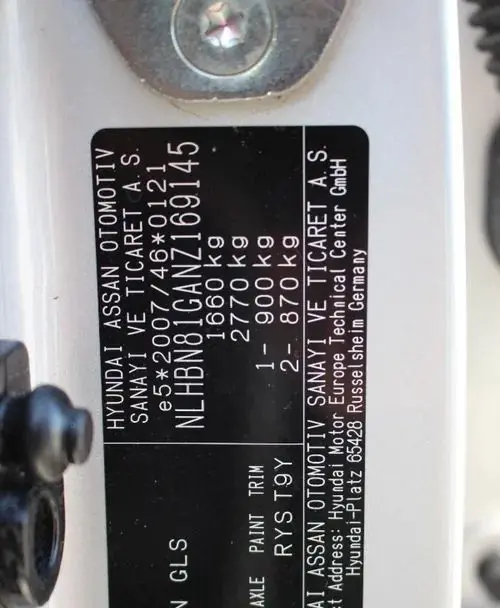 HYUNDAI ASSAN OTOMOTIV
SANAYI VE TICARET A.S.
e5*2007/46*0121
NLHBN81GANZ169145
1660 kg
2770 kg
1- 900 kg
2- 870 kg
GLS
AXLE PAINT TRIM
RYS T9Y
ASSAN OTOMOTIV SANAYI VE TICARET A.S.
Address: Hyundai Motor Europe Technical Center GmbH
Hyundai-Platz 65428 Russelsheim Germany